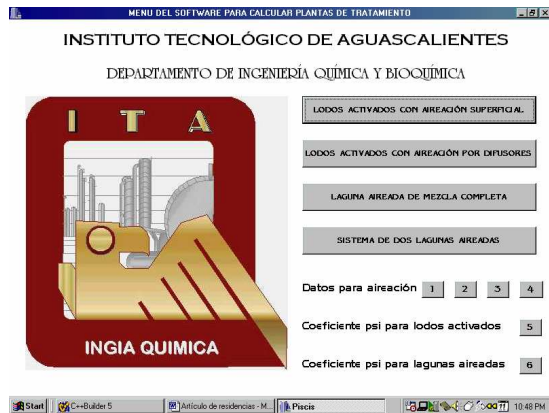 MENU DEL SOFTWARE PARA CALCULAR PLANTAS DE TRATAMIENTO
INSTITUTO TECNOLÓGICO DE AGUASCALIENTES
DEPARTAMENTO DE INGENIERÍA QUÍMICA Y BIOQUÍMICA
I T A
INGIA QUIMICA
LODOS ACTIVADOS CON AIREACIÓN SUPERFICIAL
LODOS ACTIVADOS CON AIREACIÓN POR DIFUSORES
LAGUNA AIREADA DE MEZCLA COMPLETA
SISTEMA DE DOS LAGUNAS AIREADAS
Datos para aireación 1 2 3 4
Coeficiente psi para lodos activados 5
Coeficiente psi para lagunas aireadas 6
Start C++Builder 5 Artículo de residencias - M... Piscis 10:48 PM